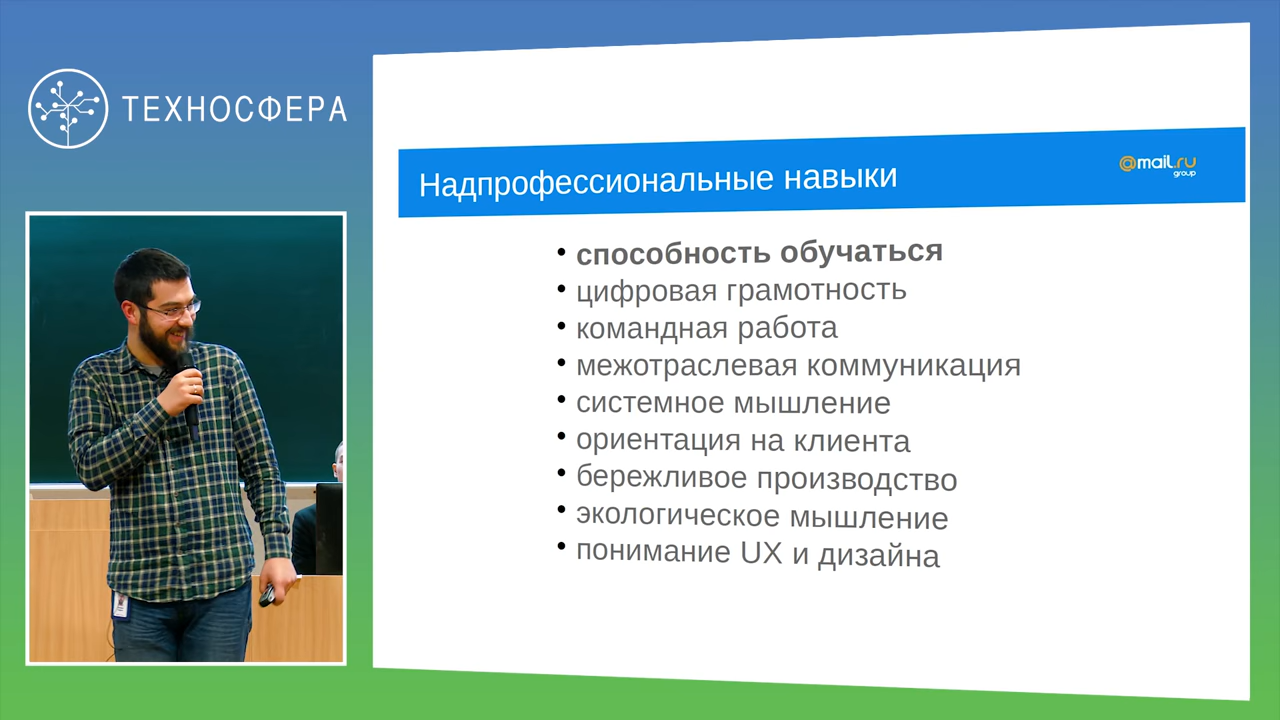 ТЕХНОСФЕРА
Надпрофессиональные навыки
@mail.ru
group
• способность обучаться
• цифровая грамотность
• командная работа
• межотраслевая коммуникация
• системное мышление
• ориентация на клиента
• бережливое производство
• экологическое мышление
• понимание UX и дизайна